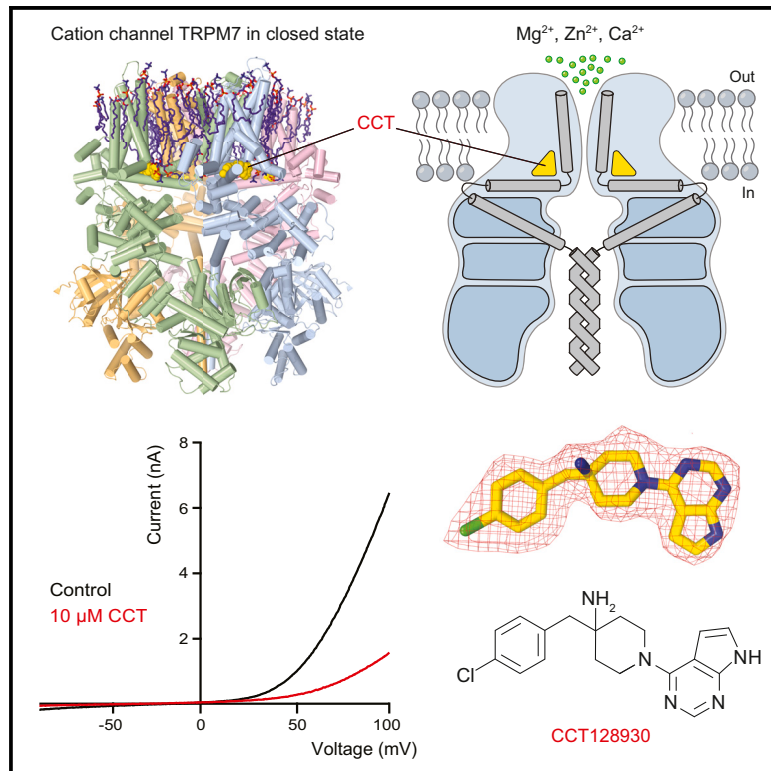 Cation channel TRPM7 in closed state
Mg2+, Zn2+, Ca2+
Out
CCT
In
Current (nA)
8
6
4
2
Control
10 µM CCT
-50
0
50
100
Voltage (mV)
NH2
Cl
N
N
N
NH
CCT128930